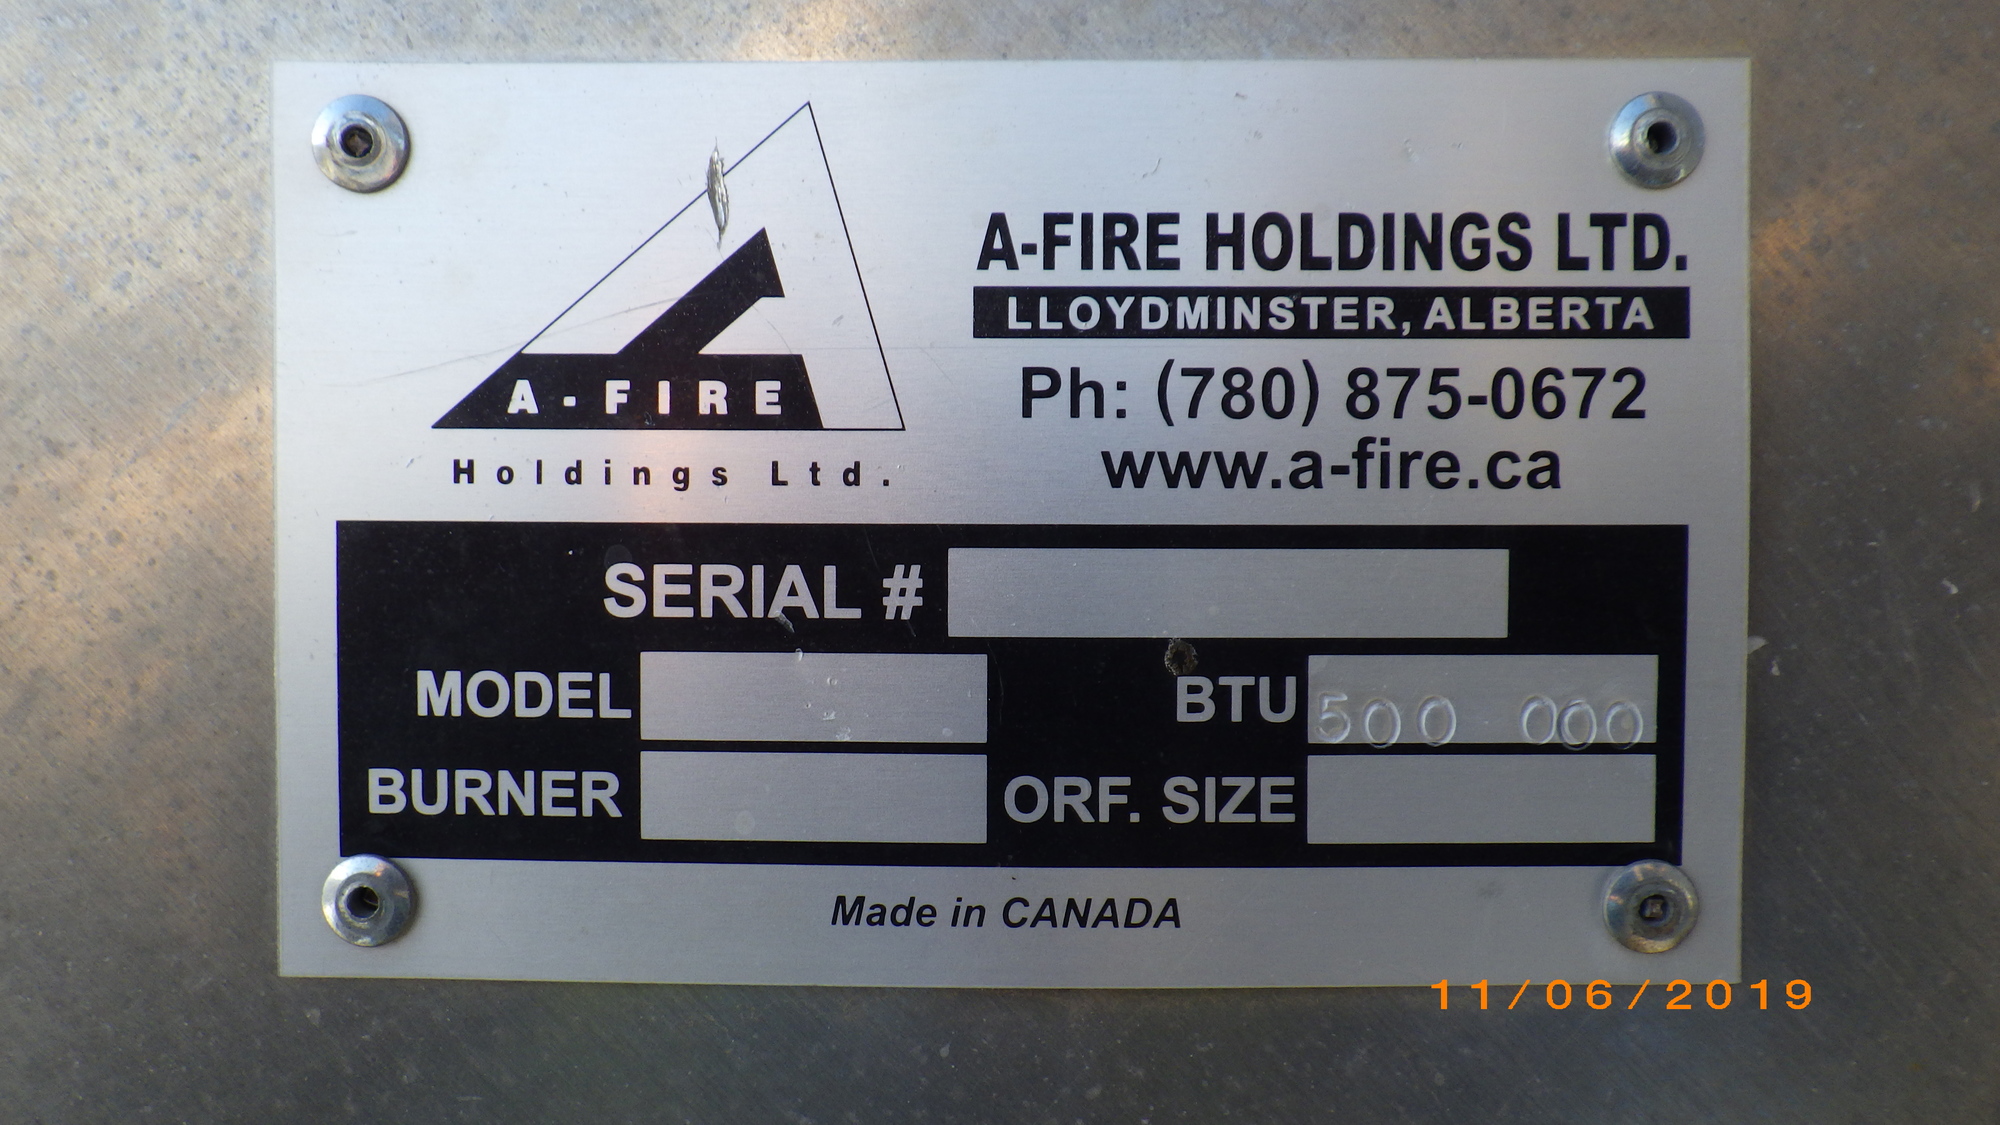 A-FIRE
Holdings Ltd.
A-FIRE HOLDINGS LTD.
LLOYDMINSTER, ALBERTA
Ph: (780) 875-0672
www.a-fire.ca
SERIAL #
MODEL
BTU 500 000
BURNER
ORF. SIZE
Made in CANADA
11/06/2019